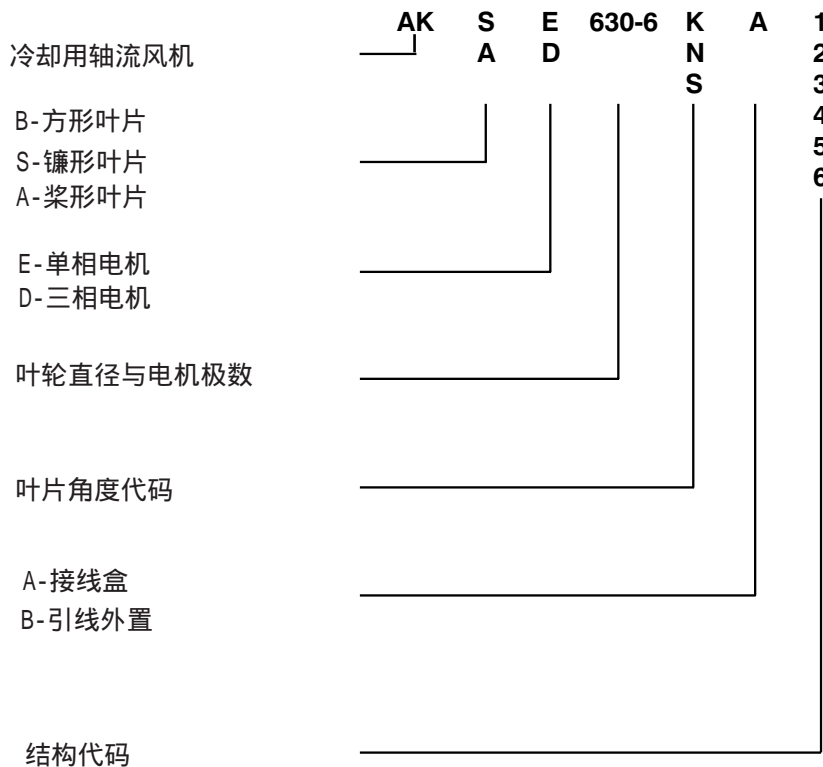 AK S E 630-6 K A 1
冷却用轴流风机 A D N 2
S 3
B-方形叶片 4
S-镰形叶片 5
A-桨形叶片 6
E-单相电机
D-三相电机
叶轮直径与电机极数
叶片角度代码
A-接线盒
B-引线外置
结构代码